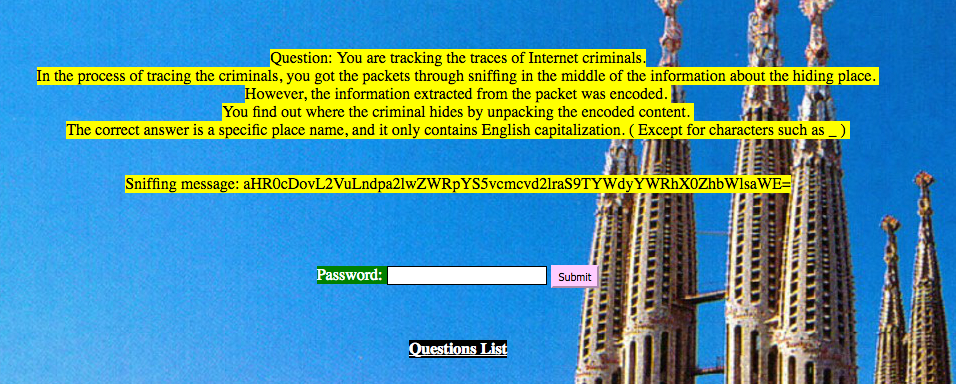 Question: You are tracking the traces of Internet criminals.
In the process of tracing the criminals, you got the packets through sniffing in the middle of the information about the hiding place.
However, the information extracted from the packet was encoded.
You find out where the criminal hides by unpacking the encoded content.
The correct answer is a specific place name, and it only contains English capitalization. ( Except for characters such as _ )
Sniffing message: aHR0cDovL2VuLndpa2lwZWRpYS5vcmcvd2lraS9TYWdyYWRhX0ZhbWlsaWE=
Password:
Submit
Questions List